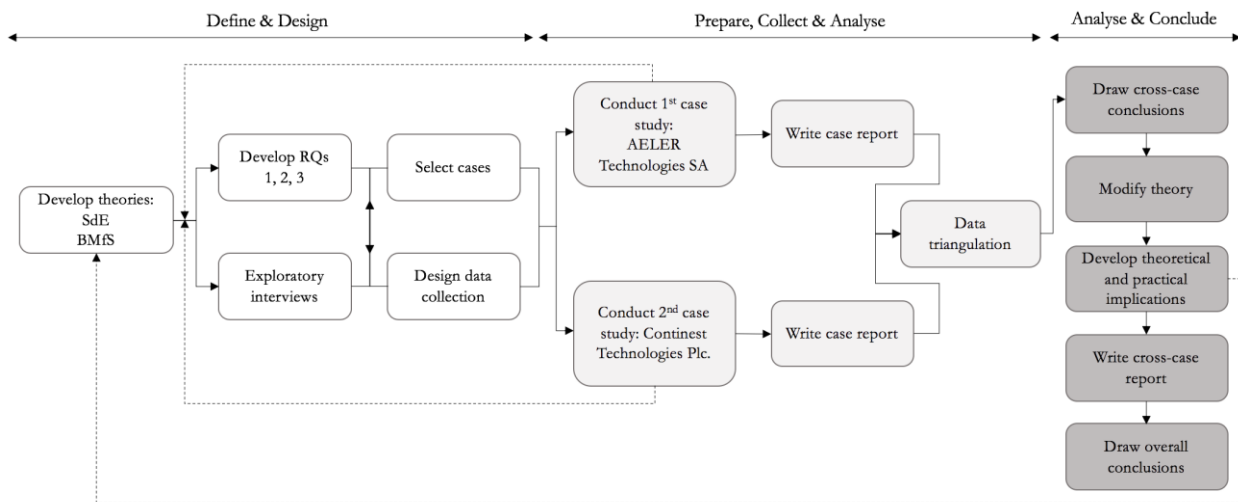 Define & Design
Prepare, Collect & Analyse
Analyse & Conclude
Develop theories:
SdE
BMfS
Develop RQs
1, 2, 3
Exploratory
interviews
Select cases
Design data
collection
Conduct 1st case
study:
AELER
Technologies SA
Write case report
Conduct 2nd case
study: Continest
Technologies Plc.
Write case report
Data
triangulation
Draw cross-case
conclusions
Modify theory
Develop theoretical
and practical
implications
Write cross-case
report
Draw overall
conclusions